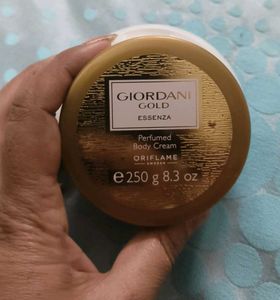 GIORDANI
GOLD
ESSENZA
Perfumed
Body Cream
ORIFLAME
SWEDEN
℮ 250 g 8.3 oz